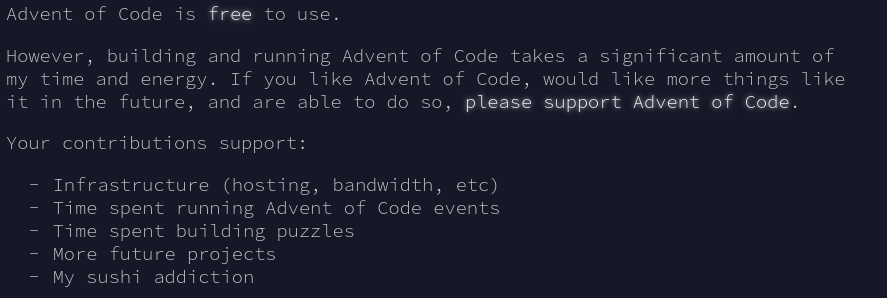 Advent of Code is free to use.
However, building and running Advent of Code takes a significant amount of
my time and energy. If you like Advent of Code, would like more things like
it in the future, and are able to do so, please support Advent of Code.
Your contributions support:
- Infrastructure (hosting, bandwidth, etc)
- Time spent running Advent of Code events
- Time spent building puzzles
- More future projects
- My sushi addiction